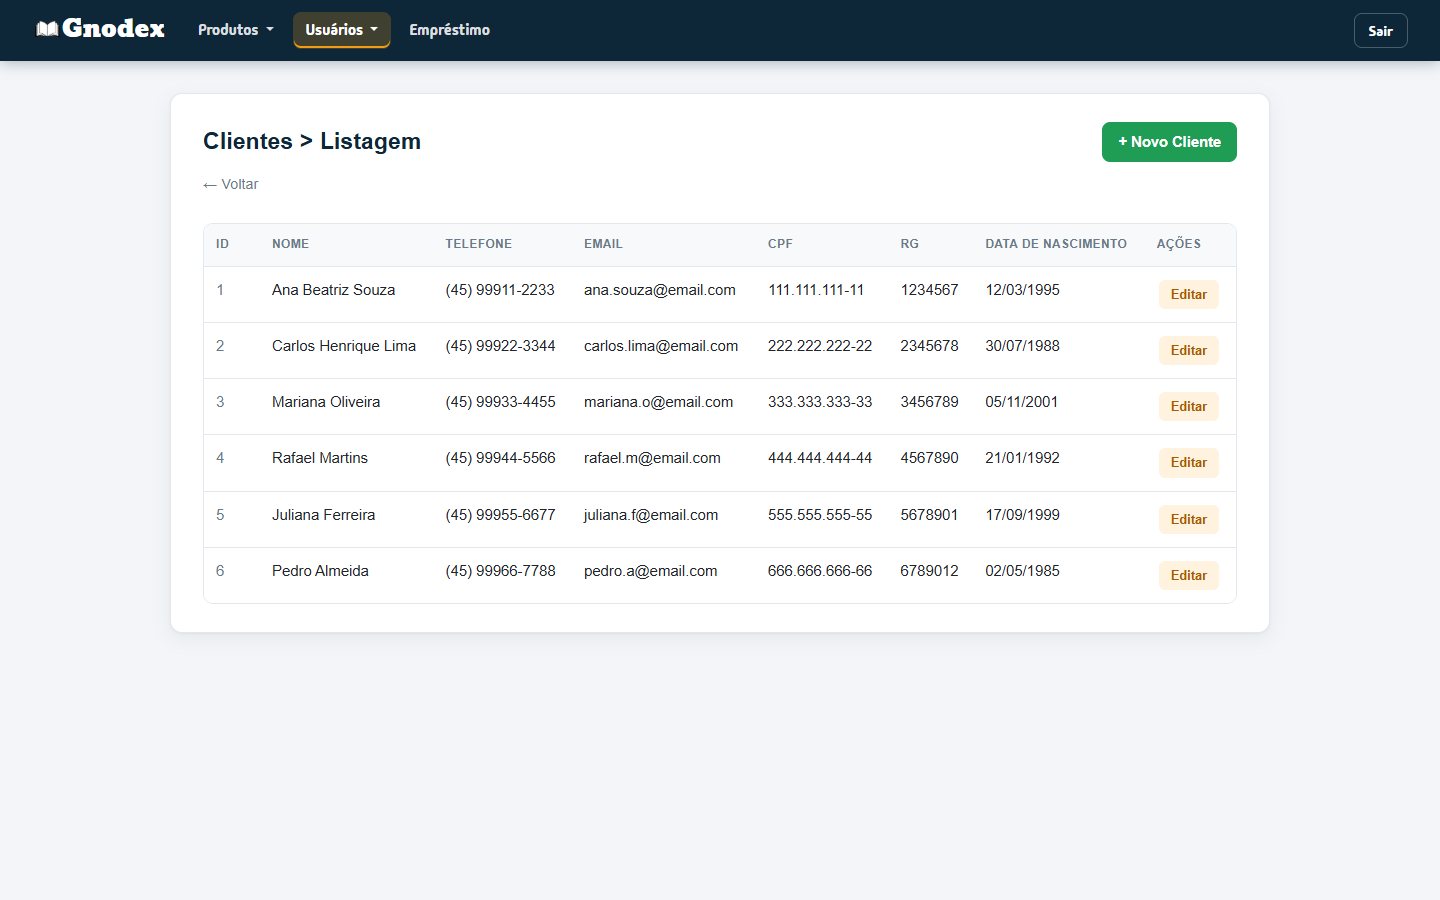 Gnodex Produtos Usuários Empréstimo Sair
Clientes > Listagem + Novo Cliente
← Voltar
ID NOME TELEFONE EMAIL CPF RG DATA DE NASCIMENTO AÇÕES
1 Ana Beatriz Souza (45) 99911-2233 ana.souza@email.com 111.111.111-11 1234567 12/03/1995 Editar
2 Carlos Henrique Lima (45) 99922-3344 carlos.lima@email.com 222.222.222-22 2345678 30/07/1988 Editar
3 Mariana Oliveira (45) 99933-4455 mariana.o@email.com 333.333.333-33 3456789 05/11/2001 Editar
4 Rafael Martins (45) 99944-5566 rafael.m@email.com 444.444.444-44 4567890 21/01/1992 Editar
5 Juliana Ferreira (45) 99955-6677 juliana.f@email.com 555.555.555-55 5678901 17/09/1999 Editar
6 Pedro Almeida (45) 99966-7788 pedro.a@email.com 666.666.666-66 6789012 02/05/1985 Editar